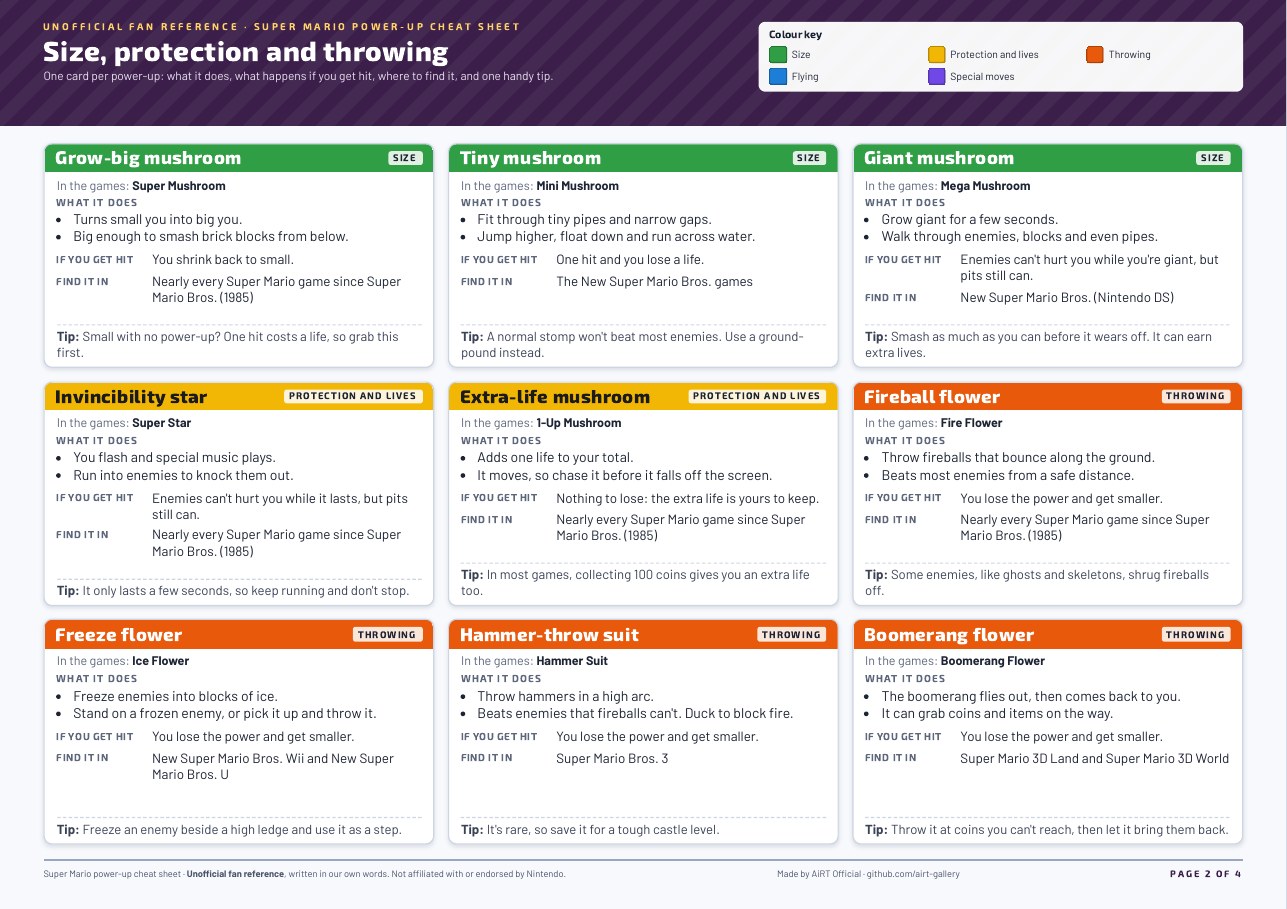 UNOFFICIAL FAN REFERENCE · SUPER MARIO POWER-UP CHEAT SHEET
Size, protection and throwing
One card per power-up: what it does, what happens if you get hit, where to find it, and one handy tip.
Colour key
Size
Protection and lives
Throwing
Flying
Special moves
Grow-big mushroom
SIZE
In the games: Super Mushroom
WHAT IT DOES
• Turns small you into big you.
• Big enough to smash brick blocks from below.
IF YOU GET HIT You shrink back to small.
FIND IT IN Nearly every Super Mario game since Super
Mario Bros. (1985)
Tip: Small with no power-up? One hit costs a life, so grab this
first.
Tiny mushroom
SIZE
In the games: Mini Mushroom
WHAT IT DOES
• Fit through tiny pipes and narrow gaps.
• Jump higher, float down and run across water.
IF YOU GET HIT One hit and you lose a life.
FIND IT IN The New Super Mario Bros. games
Tip: A normal stomp won't beat most enemies. Use a ground-
pound instead.
Giant mushroom
SIZE
In the games: Mega Mushroom
WHAT IT DOES
• Grow giant for a few seconds.
• Walk through enemies, blocks and even pipes.
IF YOU GET HIT Enemies can't hurt you while you're giant, but
pits still can.
FIND IT IN New Super Mario Bros. (Nintendo DS)
Tip: Smash as much as you can before it wears off. It can earn
extra lives.
Invincibility star
PROTECTION AND LIVES
In the games: Super Star
WHAT IT DOES
• You flash and special music plays.
• Run into enemies to knock them out.
IF YOU GET HIT Enemies can't hurt you while it lasts, but pits
still can.
FIND IT IN Nearly every Super Mario game since Super
Mario Bros. (1985)
Tip: It only lasts a few seconds, so keep running and don't stop.
Extra-life mushroom
PROTECTION AND LIVES
In the games: 1-Up Mushroom
WHAT IT DOES
• Adds one life to your total.
• It moves, so chase it before it falls off the screen.
IF YOU GET HIT Nothing to lose: the extra life is yours to keep.
FIND IT IN Nearly every Super Mario game since Super
Mario Bros. (1985)
Tip: In most games, collecting 100 coins gives you an extra life
too.
Fireball flower
THROWING
In the games: Fire Flower
WHAT IT DOES
• Throw fireballs that bounce along the ground.
• Beats most enemies from a safe distance.
IF YOU GET HIT You lose the power and get smaller.
FIND IT IN Nearly every Super Mario game since Super
Mario Bros. (1985)
Tip: Some enemies, like ghosts and skeletons, shrug fireballs
off.
Freeze flower
THROWING
In the games: Ice Flower
WHAT IT DOES
• Freeze enemies into blocks of ice.
• Stand on a frozen enemy, or pick it up and throw it.
IF YOU GET HIT You lose the power and get smaller.
FIND IT IN New Super Mario Bros. Wii and New Super
Mario Bros. U
Tip: Freeze an enemy beside a high ledge and use it as a step.
Hammer-throw suit
THROWING
In the games: Hammer Suit
WHAT IT DOES
• Throw hammers in a high arc.
• Beats enemies that fireballs can't. Duck to block fire.
IF YOU GET HIT You lose the power and get smaller.
FIND IT IN Super Mario Bros. 3
Tip: It's rare, so save it for a tough castle level.
Boomerang flower
THROWING
In the games: Boomerang Flower
WHAT IT DOES
• The boomerang flies out, then comes back to you.
• It can grab coins and items on the way.
IF YOU GET HIT You lose the power and get smaller.
FIND IT IN Super Mario 3D Land and Super Mario 3D World
Tip: Throw it at coins you can't reach, then let it bring them back.
Super Mario power-up cheat sheet · Unofficial fan reference, written in our own words. Not affiliated with or endorsed by Nintendo.
Made by AiRT Official · github.com/airt-gallery
PAGE 2 OF 4